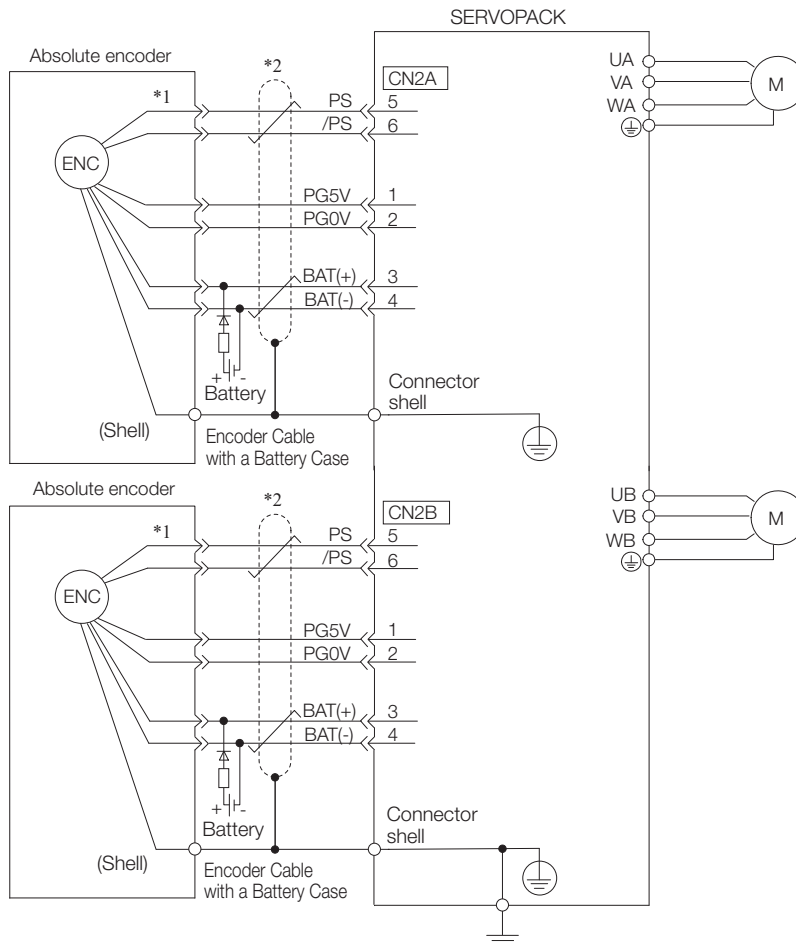 SERVOPACK
Absolute encoder
*1
*2
CN2A
ENC
PS
5
/PS
6
PG5V
1
PG0V
2
BAT(+)
3
BAT(-)
4
+
-
Battery
(Shell)
Encoder Cable
with a Battery Case
Connector
shell
UA
VA
WA
M
Absolute encoder
*1
*2
CN2B
ENC
PS
5
/PS
6
PG5V
1
PG0V
2
BAT(+)
3
BAT(-)
4
+
-
Battery
(Shell)
Encoder Cable
with a Battery Case
Connector
shell
UB
VB
WB
M